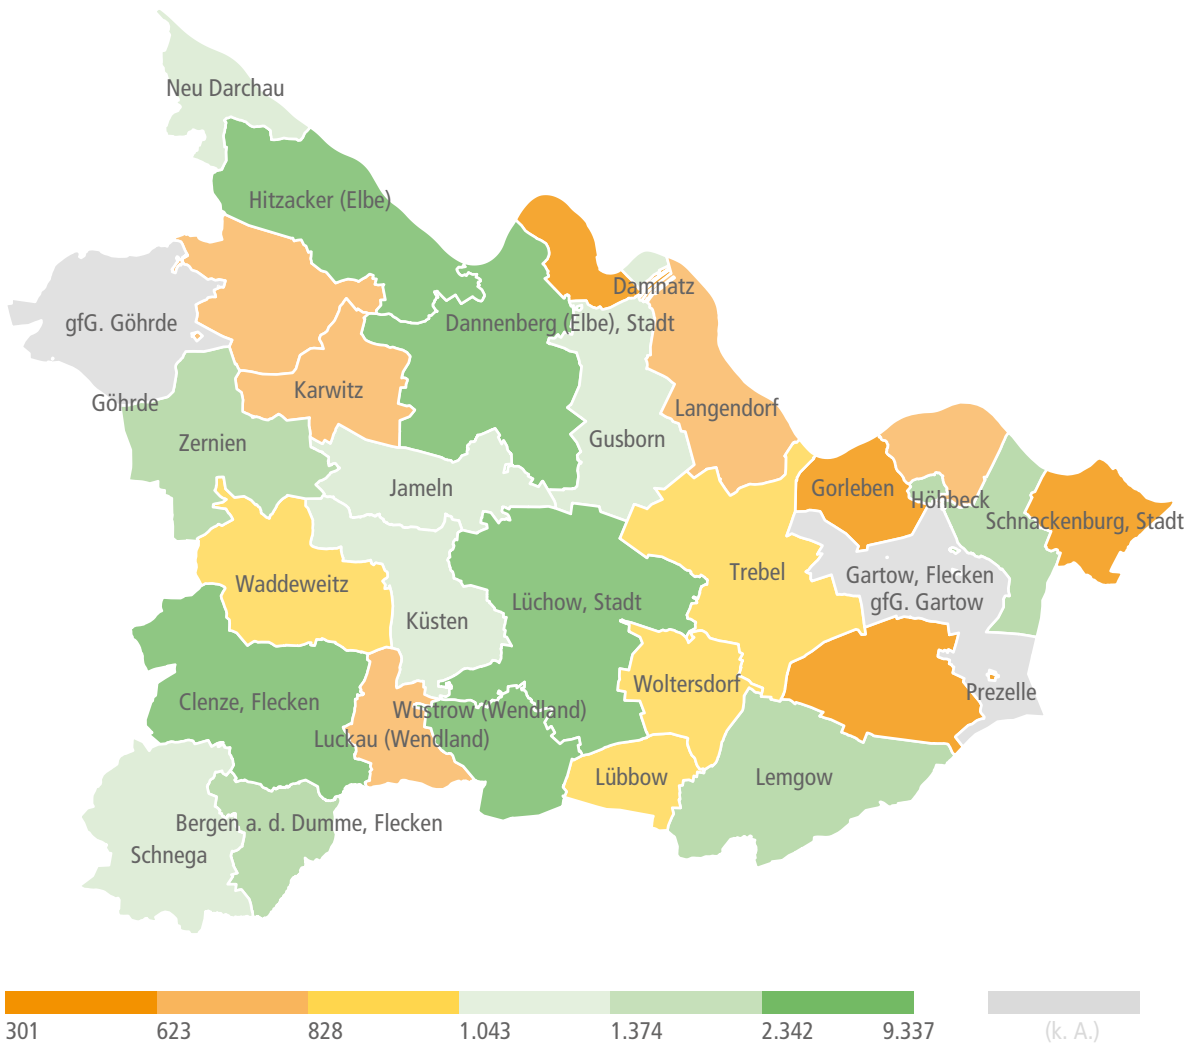 Neu Darchau
Hitzacker (Elbe)
Damnatz
gfG. Göhrde
Dannenberg (Elbe), Stadt
Karwitz
Göhrde
Langendorf
Zernien
Gusborn
Jameln
Gorleben
Höhbeck
Schnackenburg, Stadt
Waddeweitz
Trebel
Gartow, Flecken
gfG. Gartow
Lüchow, Stadt
Küsten
Woltersdorf
Prezelle
Clenze, Flecken
Wustrow (Wendland)
Luckau (Wendland)
Lübbow
Lemgow
Bergen a. d. Dumme, Flecken
Schnega
301 623 828 1.043 1.374 2.342 9.337 (k. A.)